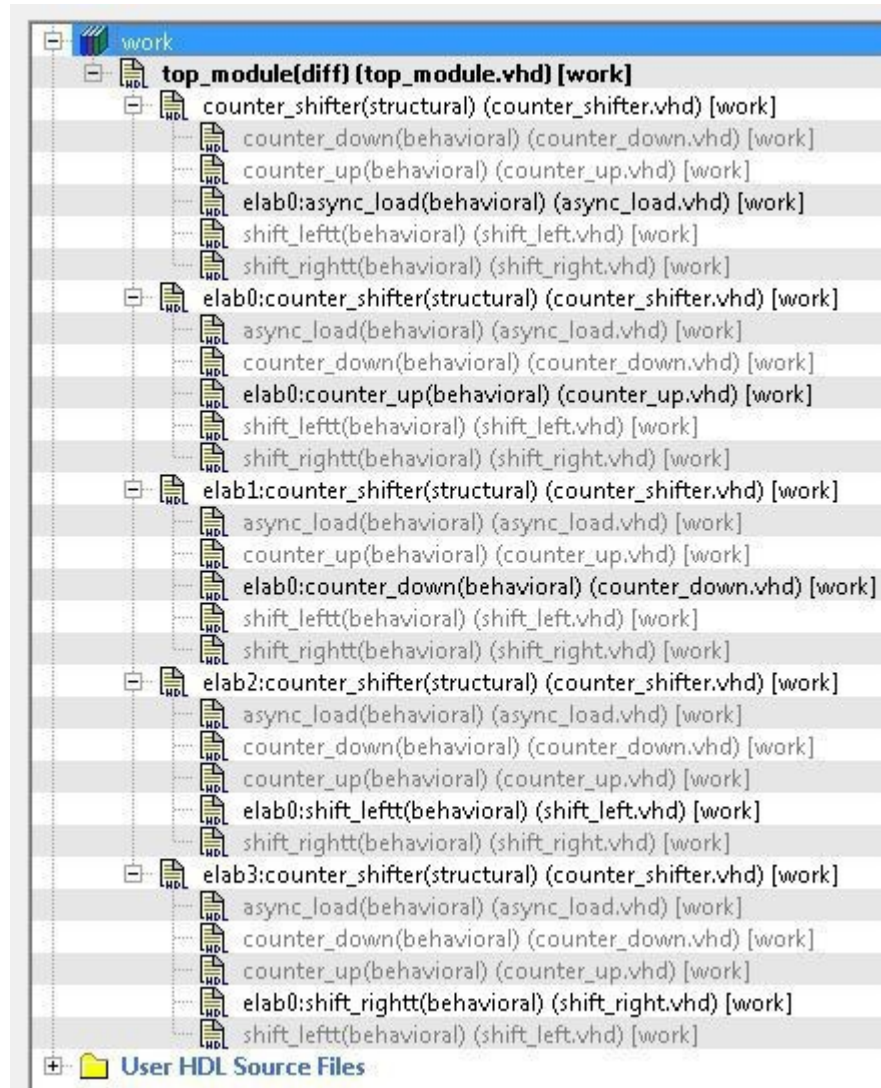 work
top_module(diff) (top_module.vhd) [work]
counter_shifter(structural) (counter_shifter.vhd) [work]
counter_down(behavioral) (counter_down.vhd) [work]
counter_up(behavioral) (counter_up.vhd) [work]
elab0:async_load(behavioral) (async_load.vhd) [work]
shift_leftt(behavioral) (shift_left.vhd) [work]
shift_rightt(behavioral) (shift_right.vhd) [work]
elab0:counter_shifter(structural) (counter_shifter.vhd) [work]
async_load(behavioral) (async_load.vhd) [work]
counter_down(behavioral) (counter_down.vhd) [work]
elab0:counter_up(behavioral) (counter_up.vhd) [work]
shift_leftt(behavioral) (shift_left.vhd) [work]
shift_rightt(behavioral) (shift_right.vhd) [work]
elab1:counter_shifter(structural) (counter_shifter.vhd) [work]
async_load(behavioral) (async_load.vhd) [work]
counter_up(behavioral) (counter_up.vhd) [work]
elab0:counter_down(behavioral) (counter_down.vhd) [work]
shift_leftt(behavioral) (shift_left.vhd) [work]
shift_rightt(behavioral) (shift_right.vhd) [work]
elab2:counter_shifter(structural) (counter_shifter.vhd) [work]
async_load(behavioral) (async_load.vhd) [work]
counter_down(behavioral) (counter_down.vhd) [work]
counter_up(behavioral) (counter_up.vhd) [work]
elab0:shift_leftt(behavioral) (shift_left.vhd) [work]
shift_rightt(behavioral) (shift_right.vhd) [work]
elab3:counter_shifter(structural) (counter_shifter.vhd) [work]
async_load(behavioral) (async_load.vhd) [work]
counter_down(behavioral) (counter_down.vhd) [work]
counter_up(behavioral) (counter_up.vhd) [work]
elab0:shift_rightt(behavioral) (shift_right.vhd) [work]
shift_leftt(behavioral) (shift_left.vhd) [work]
User HDL Source Files